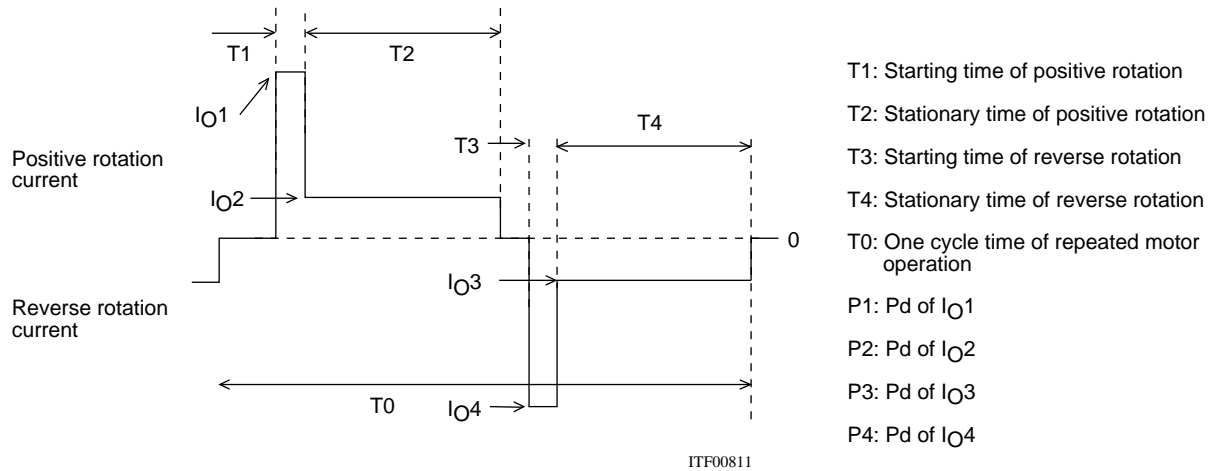 T1
T2
IO1
T3
T4
Positive rotation
current
IO2
0
IO3
Reverse rotation
current
T0
IO4
ITF00811
T1: Starting time of positive rotation
T2: Stationary time of positive rotation
T3: Starting time of reverse rotation
T4: Stationary time of reverse rotation
T0: One cycle time of repeated motor
operation
P1: Pd of IO1
P2: Pd of IO2
P3: Pd of IO3
P4: Pd of IO4